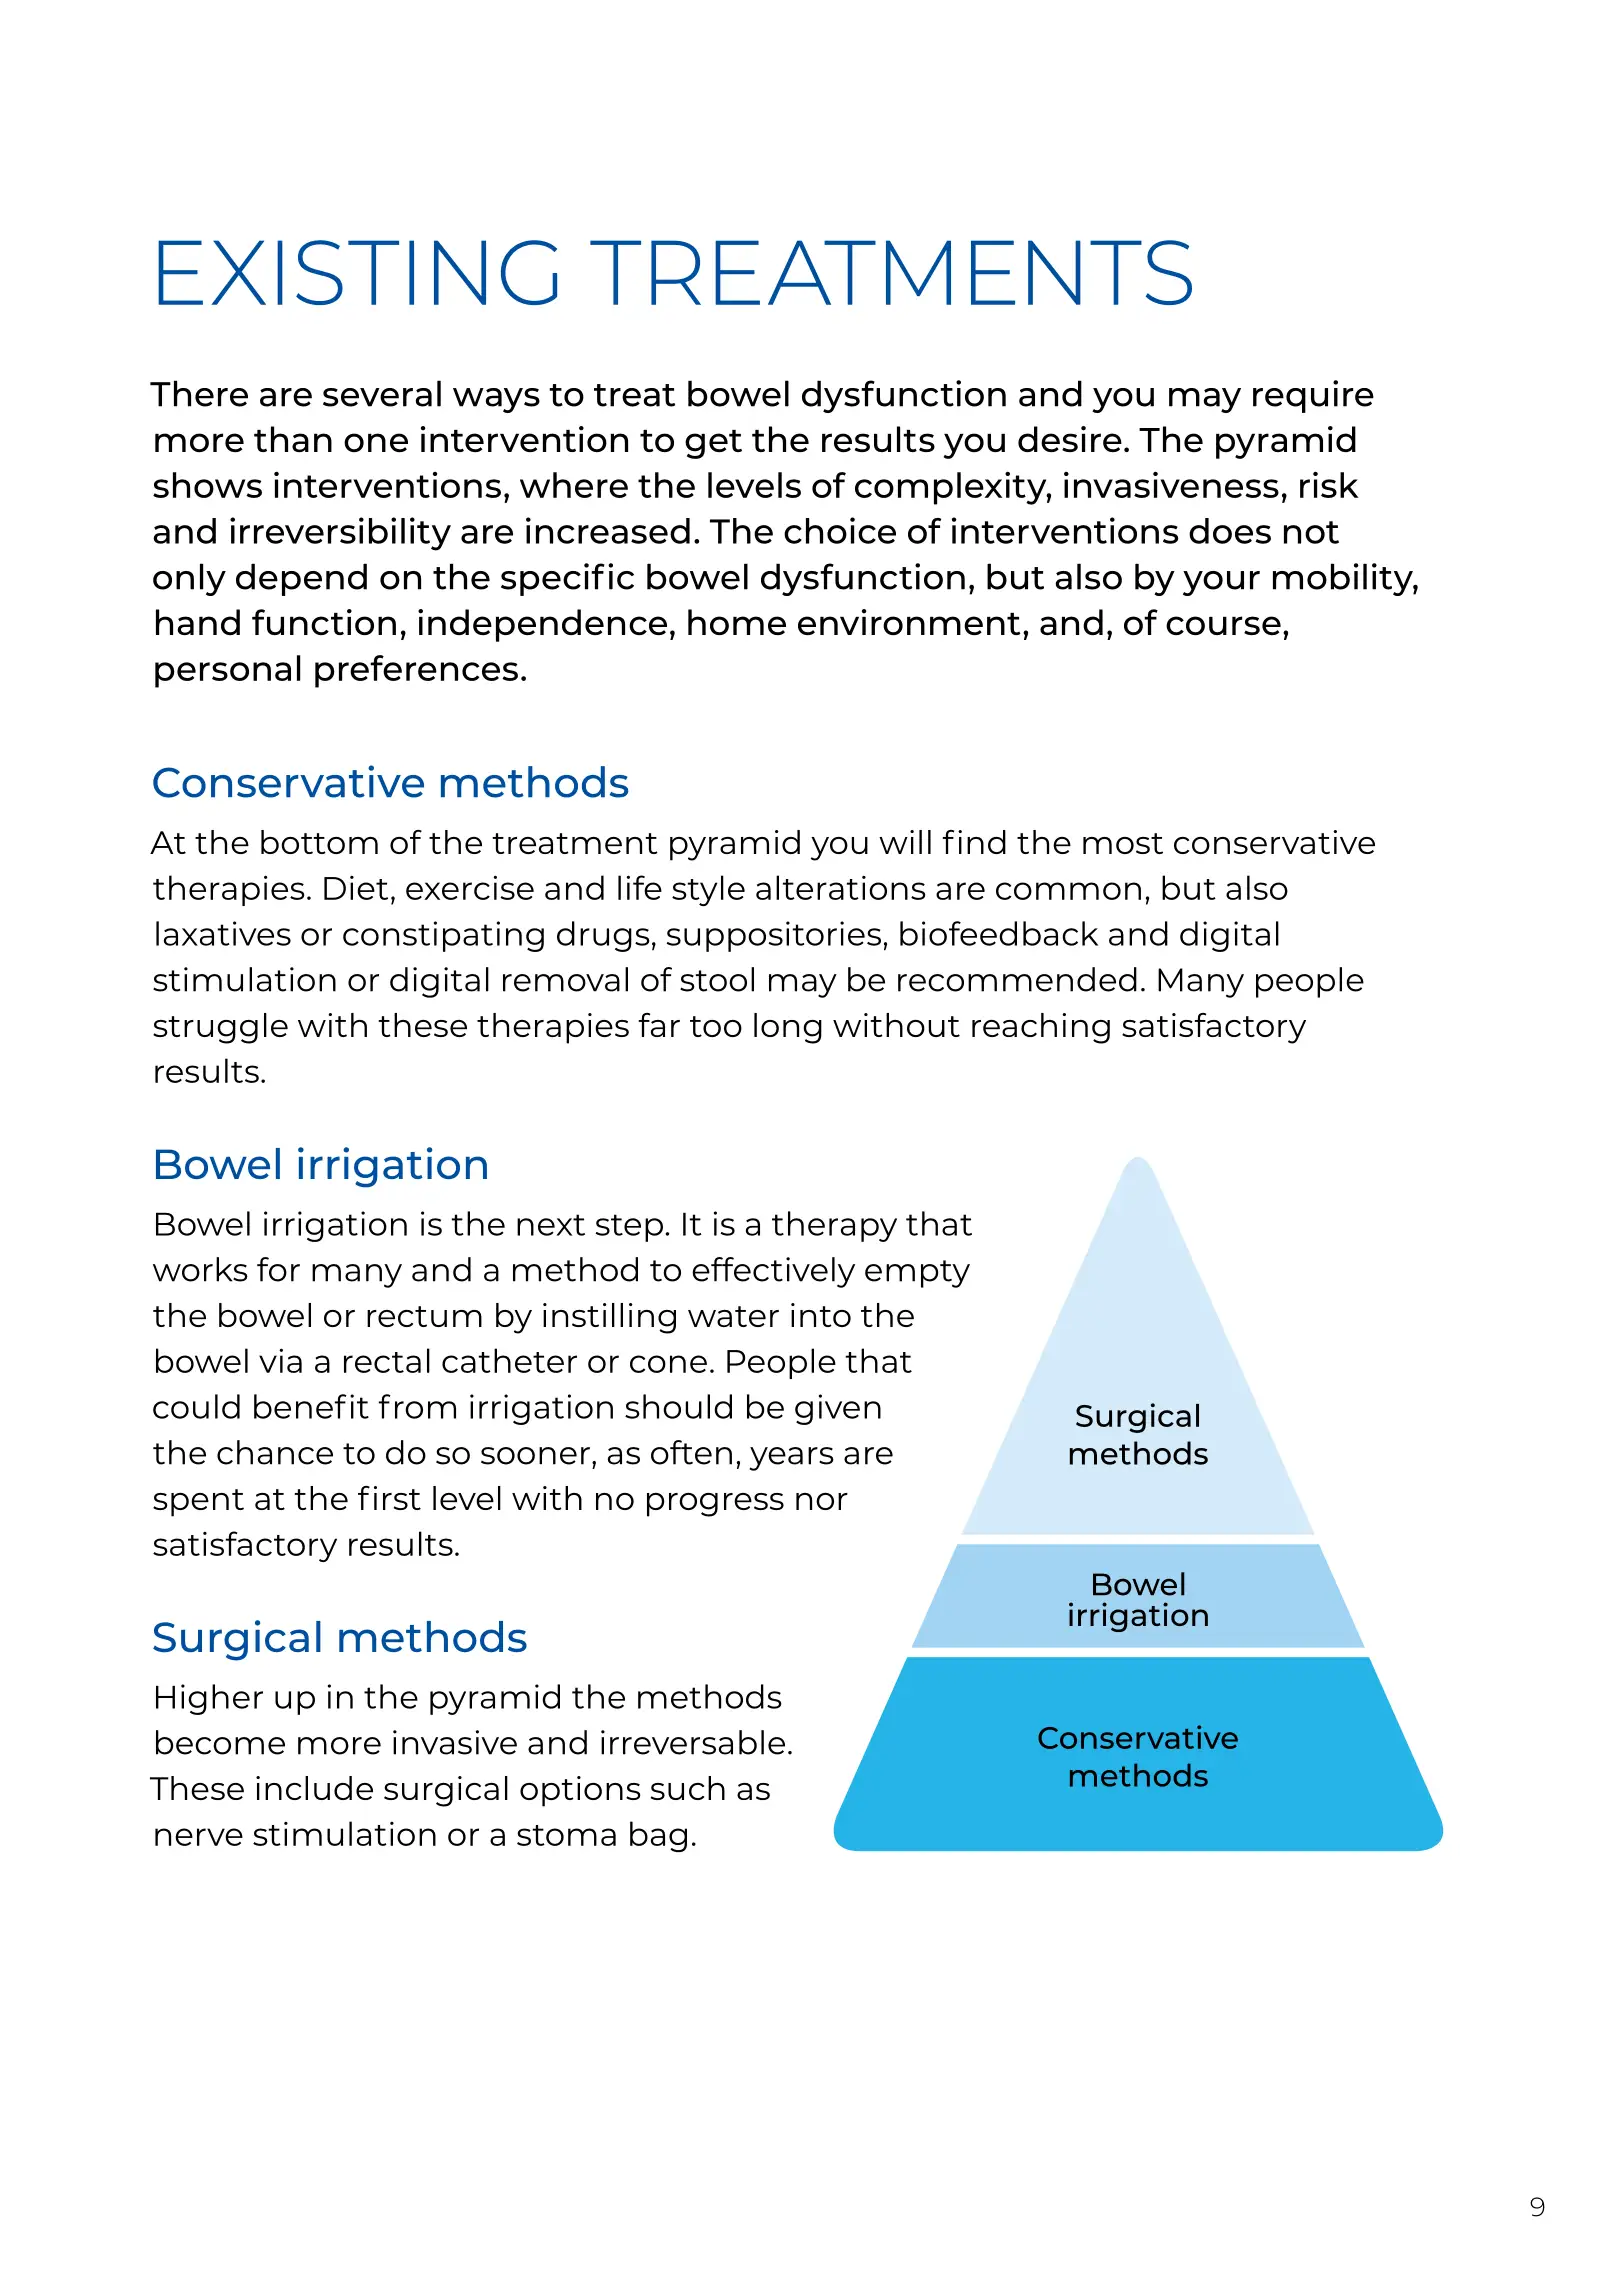 EXISTING TREATMENTS
There are several ways to treat bowel dysfunction and you may require
more than one intervention to get the results you desire. The pyramid
shows interventions, where the levels of complexity, invasiveness, risk
and irreversibility are increased. The choice of interventions does not
only depend on the specific bowel dysfunction, but also by your mobility,
hand function, independence, home environment, and, of course,
personal preferences.
Conservative methods
At the bottom of the treatment pyramid you will find the most conservative
therapies. Diet, exercise and life style alterations are common, but also
laxatives or constipating drugs, suppositories, biofeedback and digital
stimulation or digital removal of stool may be recommended. Many people
struggle with these therapies far too long without reaching satisfactory
results.
Bowel irrigation
Bowel irrigation is the next step. It is a therapy that
works for many and a method to effectively empty
the bowel or rectum by instilling water into the
bowel via a rectal catheter or cone. People that
could benefit from irrigation should be given
the chance to do so sooner, as often, years are
spent at the first level with no progress nor
satisfactory results.
Surgical methods
Higher up in the pyramid the methods
become more invasive and irreversable.
These include surgical options such as
nerve stimulation or a stoma bag.
Surgical
methods
Bowel
irrigation
Conservative
methods
9